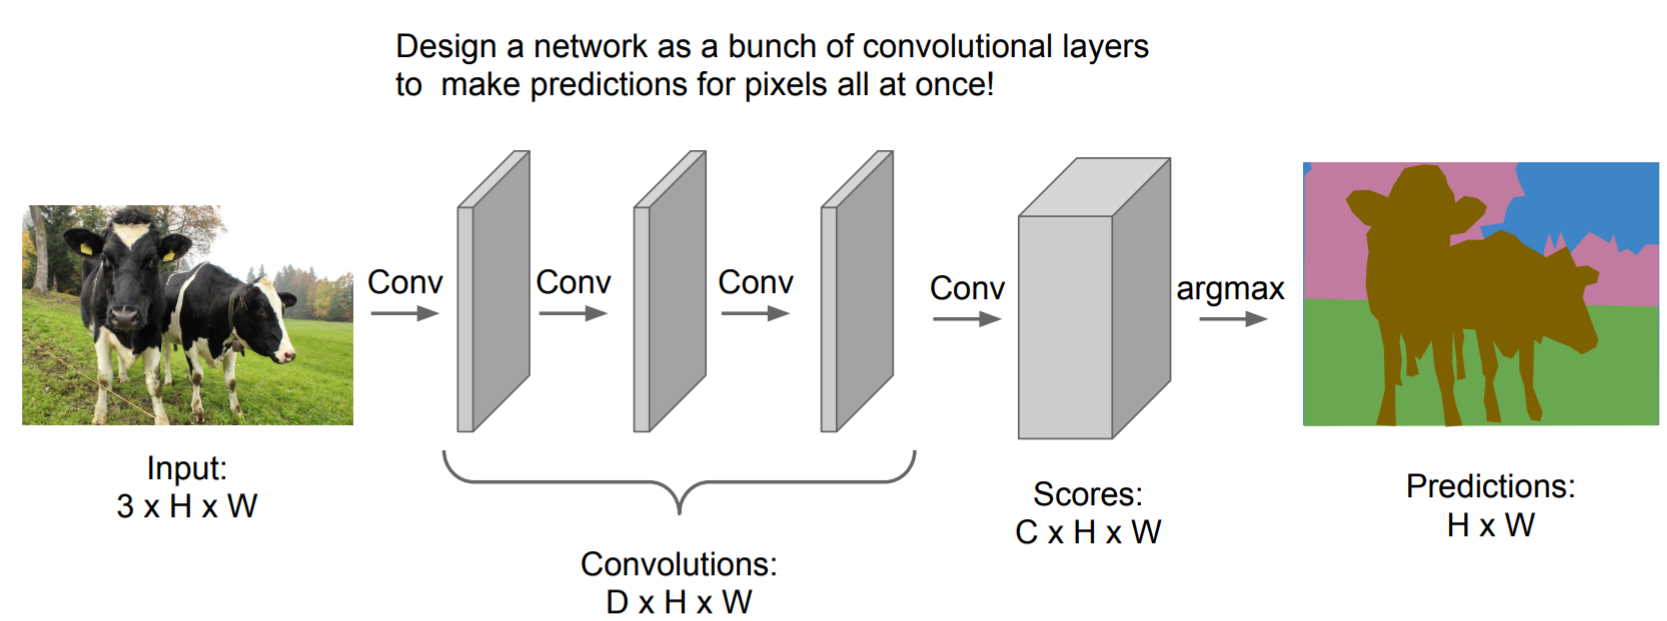 Design a network as a bunch of convolutional layers
to make predictions for pixels all at once!
Conv
Conv
Conv
Conv
argmax
Input:
3 x H x W
Convolutions:
D x H x W
Scores:
C x H x W
Predictions:
H x W